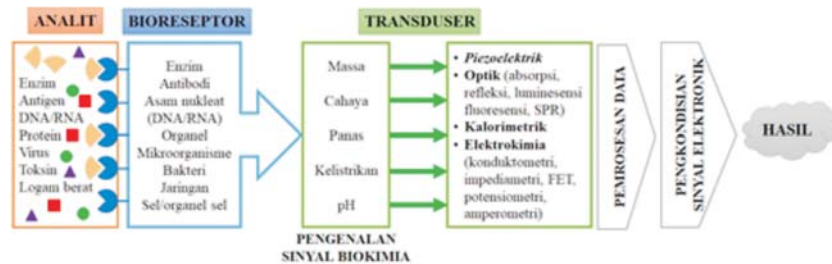 ANALIT
Enzim
Antigen
DNA/RNA
Protein
Virus
Toksin
Logam berat
BIORESEPTOR
Enzim
Antibodi
Asam nukleat
(DNA/RNA)
Organel
Mikroorganisme
Bakteri
Jaringan
Sel/organel sel
TRANSDUSER
Massa
Cahaya
Panas
Kelistrikan
pH
PENGENALAN
SINYAL BIOKIMIA
• Piezoelektrik
• Optik (absorpsi,
refleksi, luminesensi
fluoresensi, SPR)
• Kalorimetrik
• Elektrokimia
(konduktometri,
impediametri, FET,
potensiometri,
amperometri)
PEMROSESAN DATA
PENGKONDISIAN
SINYAL ELEKTRONIK
HASIL